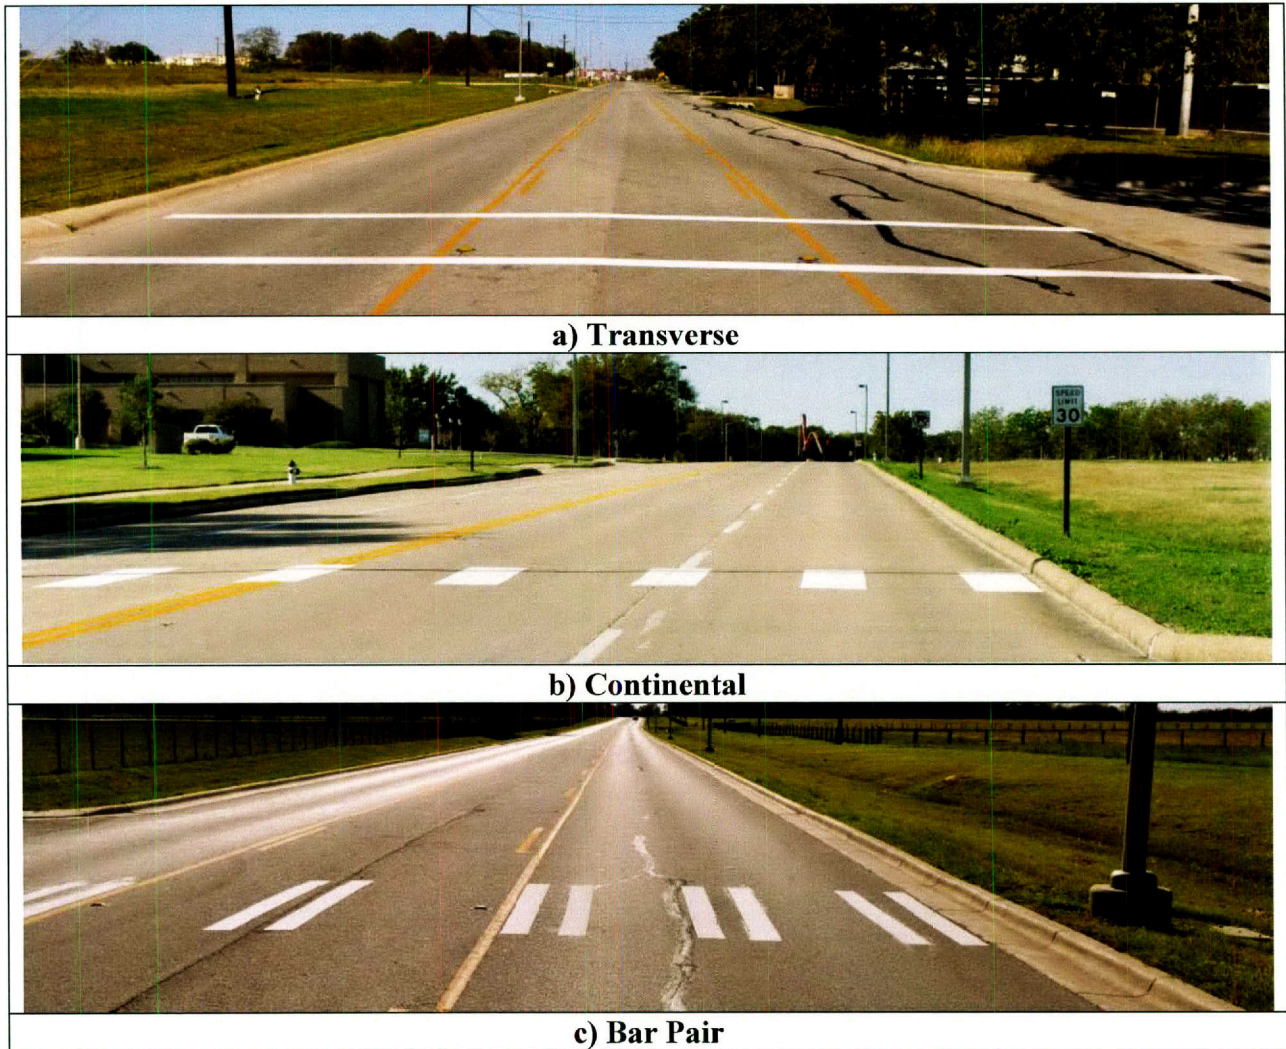 a) Transverse
SPEED
LIMIT
30
b) Continental
c) Bar Pair